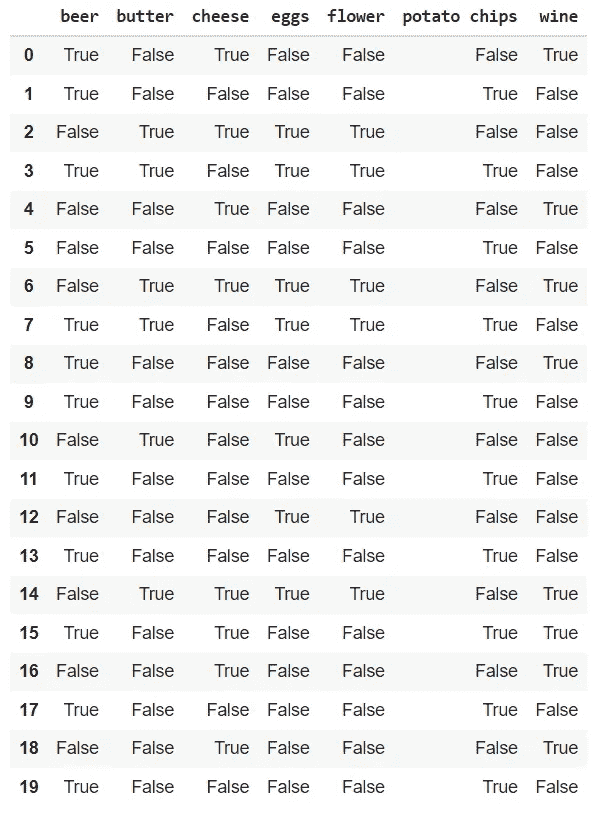 beer butter cheese eggs flower potato chips wine
0 True False True False False False True
1 True False False False False True False
2 False True True True True False False
3 True True False True True True False
4 False False True False False False True
5 False False False False False True False
6 False True True True True False True
7 True True False True True True False
8 True False False False False False True
9 True False False False False True False
10 False True False True False False False
11 True False False False False True False
12 False False False True True False False
13 True False False False False True False
14 False True True True True False True
15 True False True False False True True
16 False False True False False False True
17 True False False False False True False
18 False False True False False False True
19 True False False False False True False